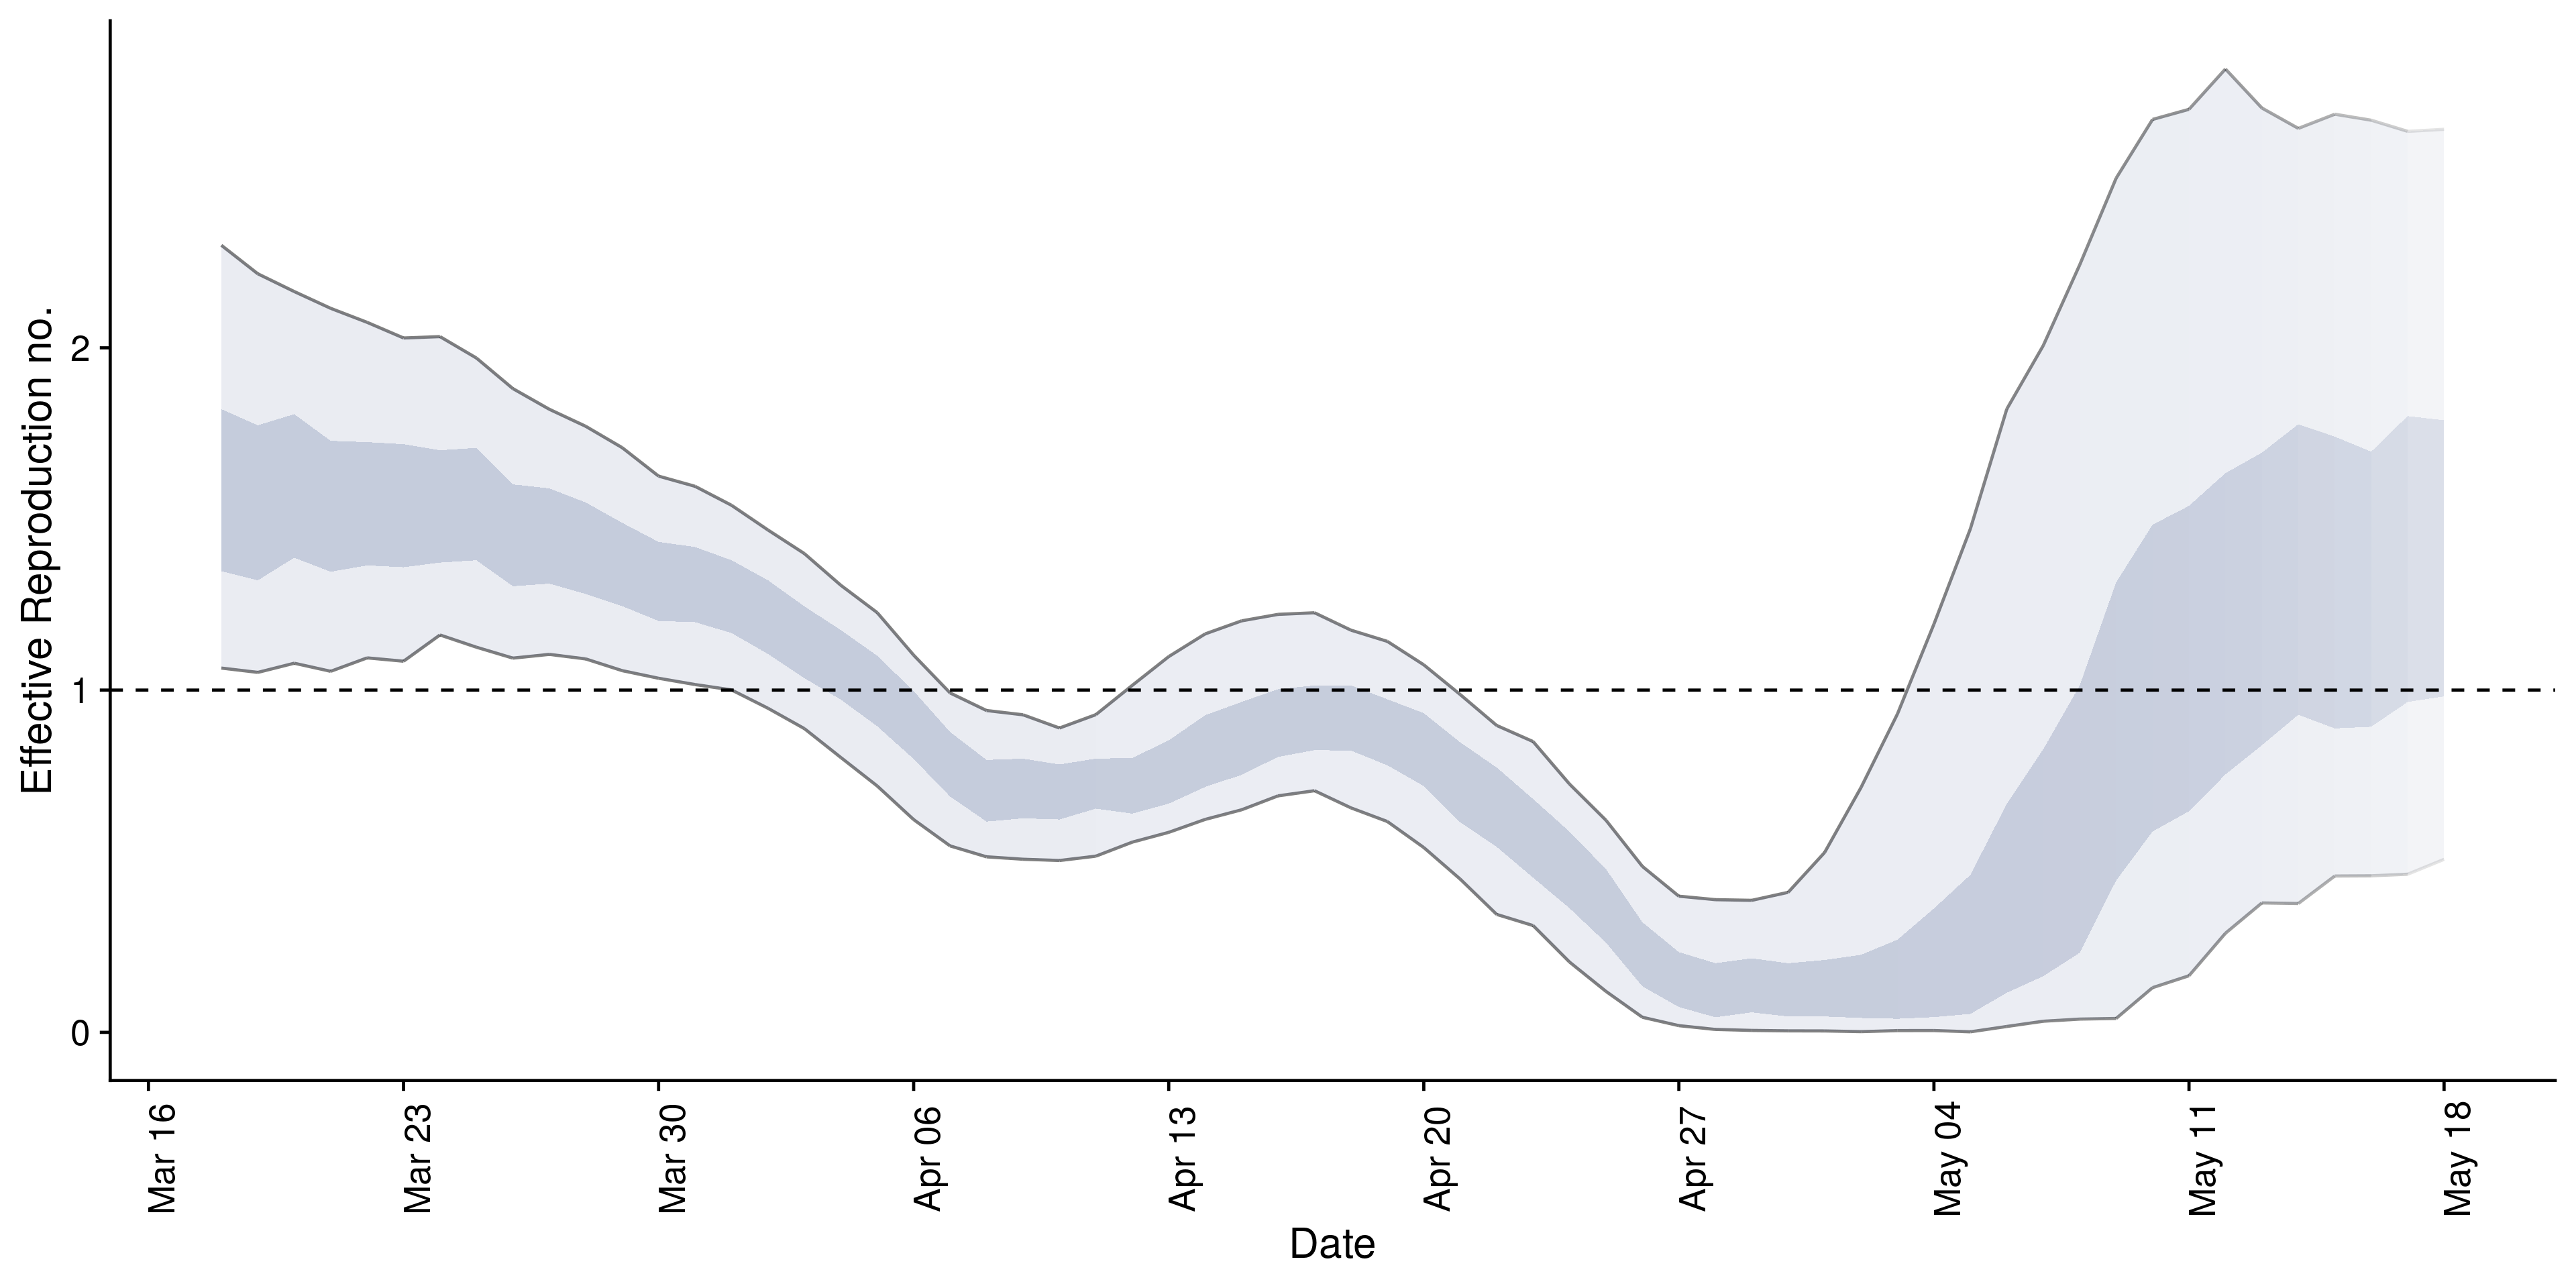 Effective Reproduction no.
2
1
0
Mar 16
Mar 23
Mar 30
Apr 06
Apr 13
Apr 20
Apr 27
May 04
May 11
May 18
Date